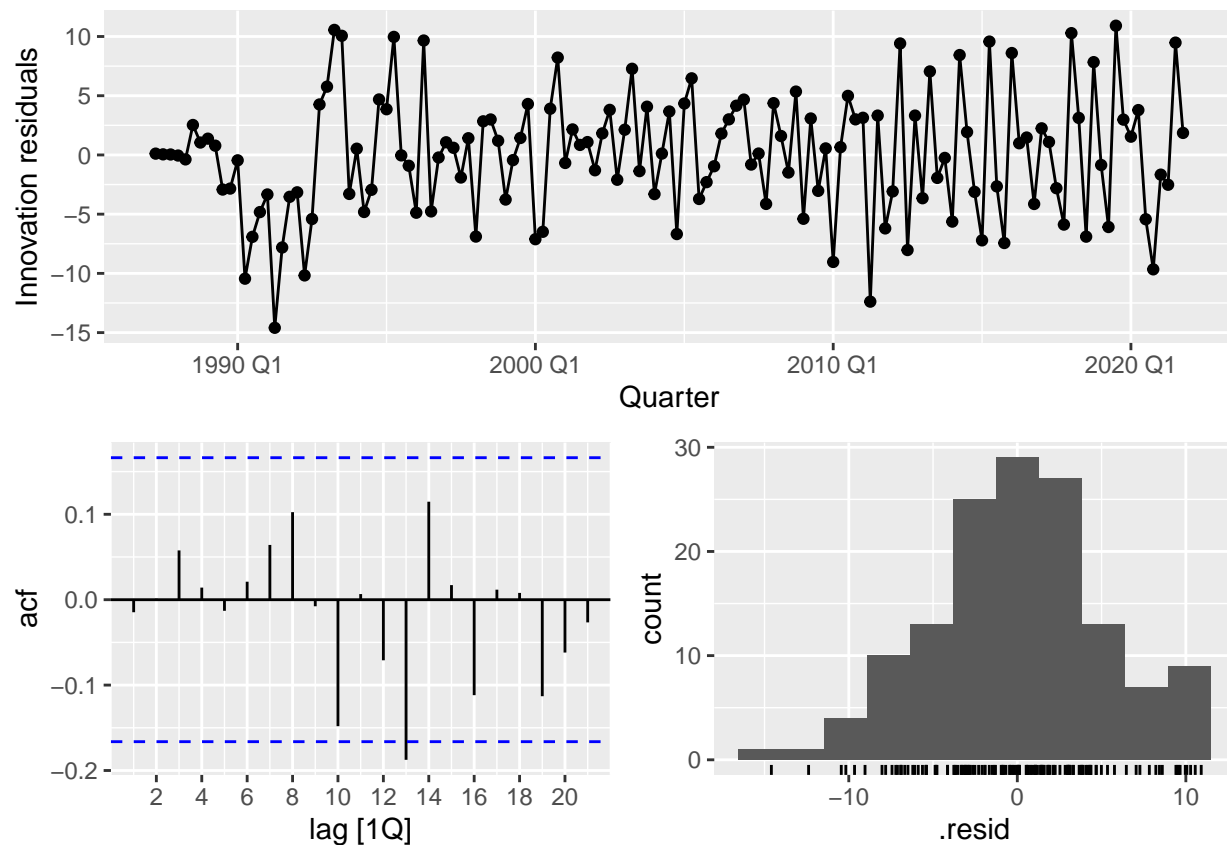 Innovation residuals
10
5
0
−5
−10
−15
1990 Q1 2000 Q1 2010 Q1 2020 Q1
Quarter
acf
0.1
0.0
−0.1
−0.2
2 4 6 8 10 12 14 16 18 20
lag [1Q]
count
30
20
10
0
−10 0 10
.resid